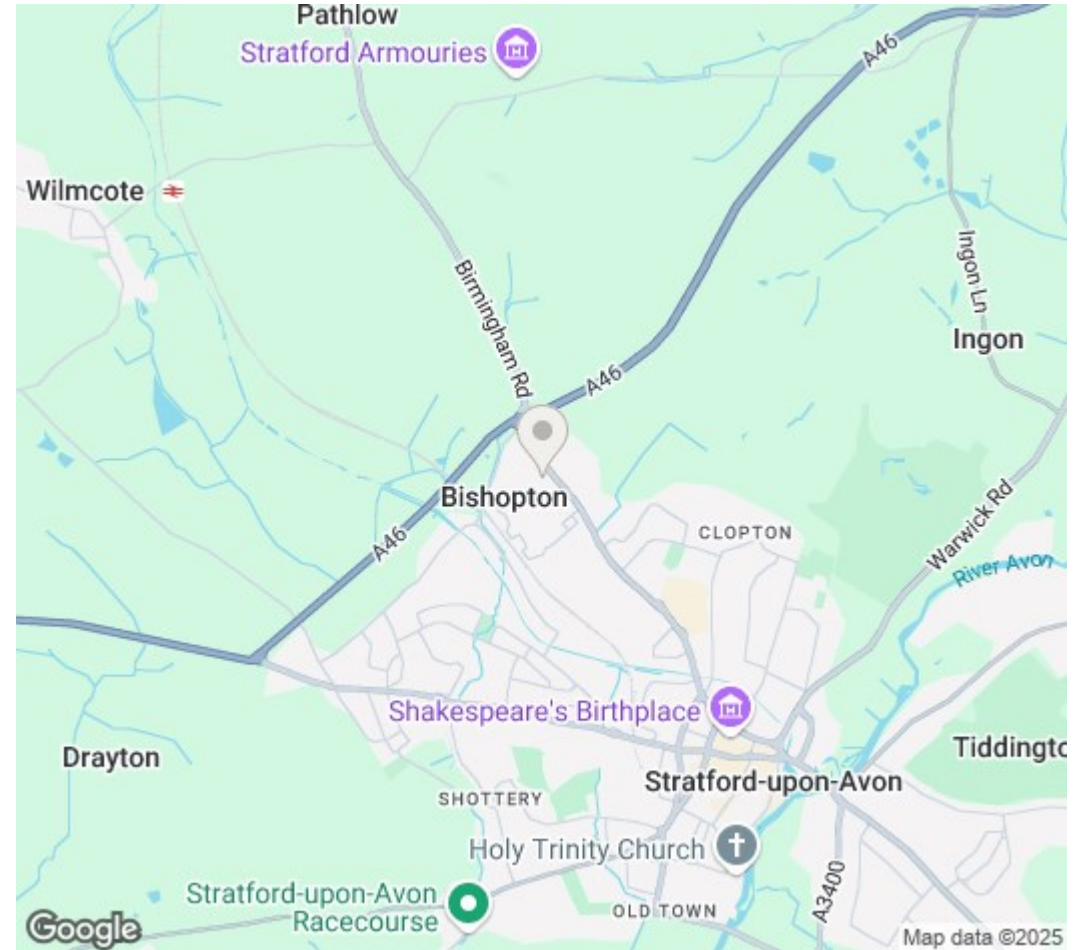 Pathlow
Stratford Armouries
A46
Wilmcote
Ingon Ln
Birmingham Rd
Ingon
A46
Bishopton
A46
CLOPTON
Warwick Rd
River Avon
Shakespeare's Birthplace
Drayton
Tiddingto
Stratford-upon-Avon
SHOTTERY
Holy Trinity Church
Stratford-upon-Avon
Racecourse
A3400
OLD TOWN
Google
Map data ©2025